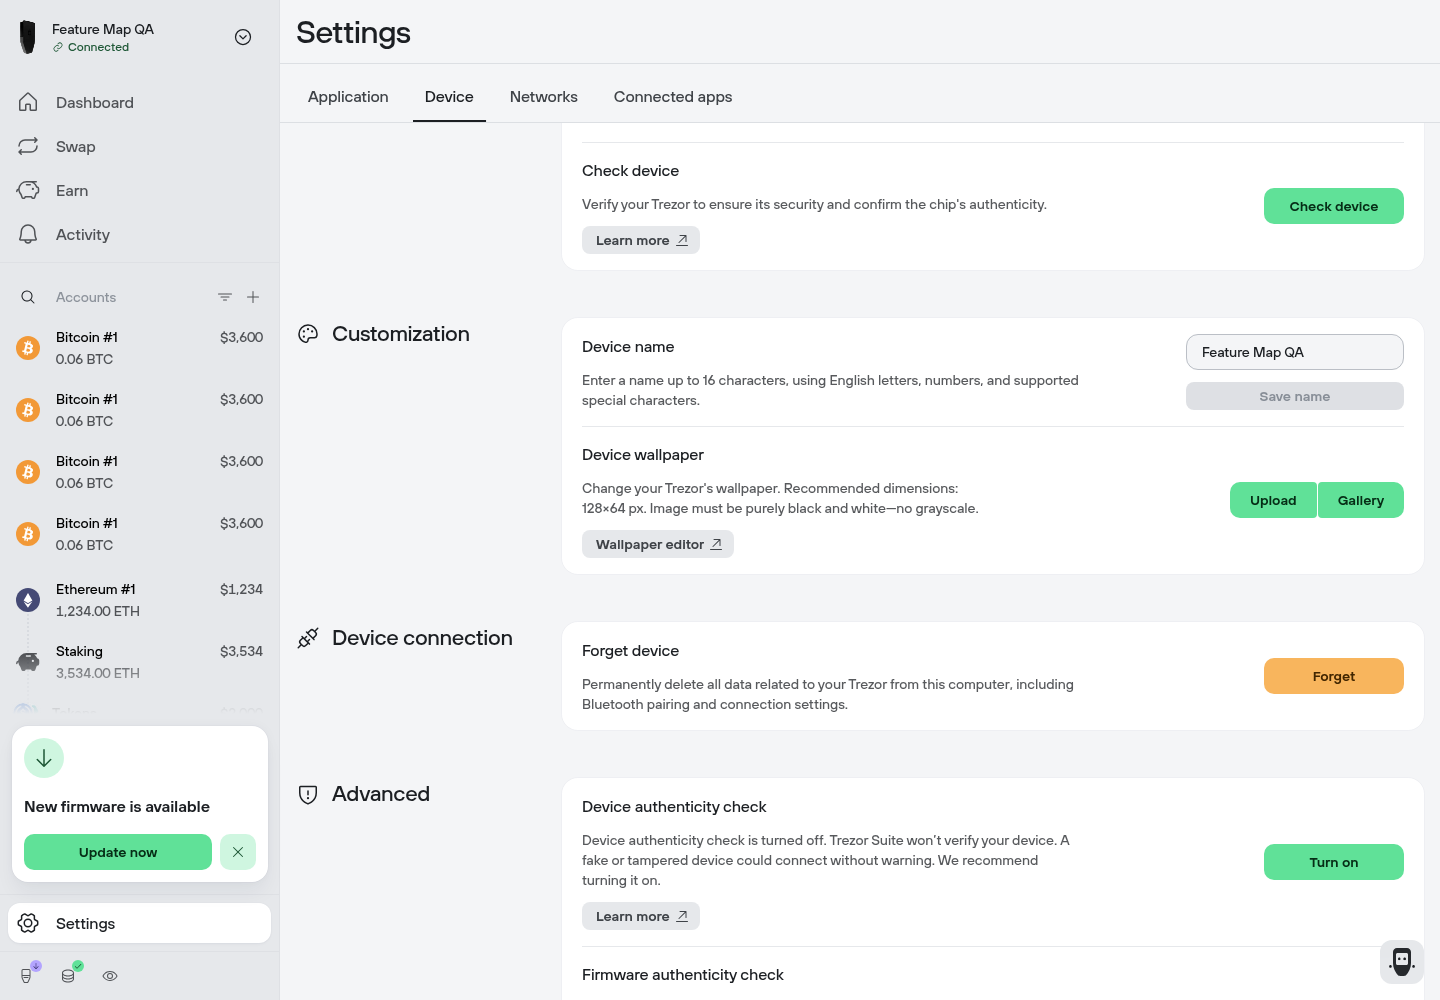 Feature Map QA
Connected
Dashboard
Swap
Earn
Activity
Accounts
Bitcoin #1 $3,600
0.06 BTC
Bitcoin #1 $3,600
0.06 BTC
Bitcoin #1 $3,600
0.06 BTC
Bitcoin #1 $3,600
0.06 BTC
Ethereum #1 $1,234
1,234.00 ETH
Staking $3,534
3,534.00 ETH
New firmware is available
Update now
Settings
Settings
Application Device Networks Connected apps
Check device
Verify your Trezor to ensure its security and confirm the chip's authenticity.
Learn more
Check device
Customization
Device name
Enter a name up to 16 characters, using English letters, numbers, and supported
special characters.
Feature Map QA
Save name
Device wallpaper
Change your Trezor's wallpaper. Recommended dimensions:
128×64 px. Image must be purely black and white—no grayscale.
Wallpaper editor
Upload Gallery
Device connection
Forget device
Permanently delete all data related to your Trezor from this computer, including
Bluetooth pairing and connection settings.
Forget
Advanced
Device authenticity check
Device authenticity check is turned off. Trezor Suite won't verify your device. A
fake or tampered device could connect without warning. We recommend
turning it on.
Learn more
Turn on
Firmware authenticity check